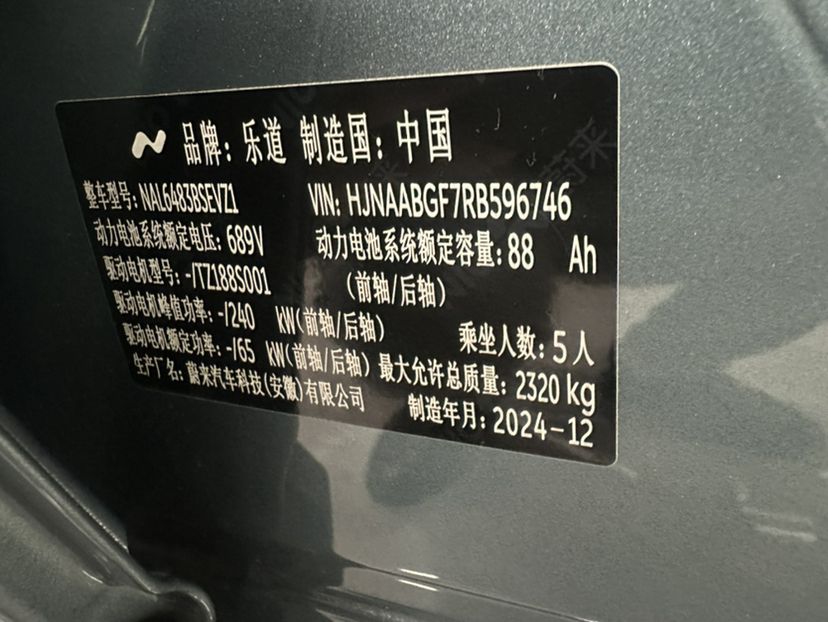 品牌：乐道 制造国：中国
整车型号：NAL6483BSEVZ1 VIN: HJNAABGF7RB596746
动力电池系统额定电压：689V 动力电池系统额定容量：88 Ah
驱动电机型号：-/TZ188S001 （前轴/后轴）
驱动电机峰值功率：-/240 kW（前轴/后轴） 乘坐人数：5人
驱动电机额定功率：-/65 kW（前轴/后轴） 最大允许总质量：2320 kg
生产厂名：蔚来汽车科技（安徽）有限公司 制造年月：2024-12
蔚来